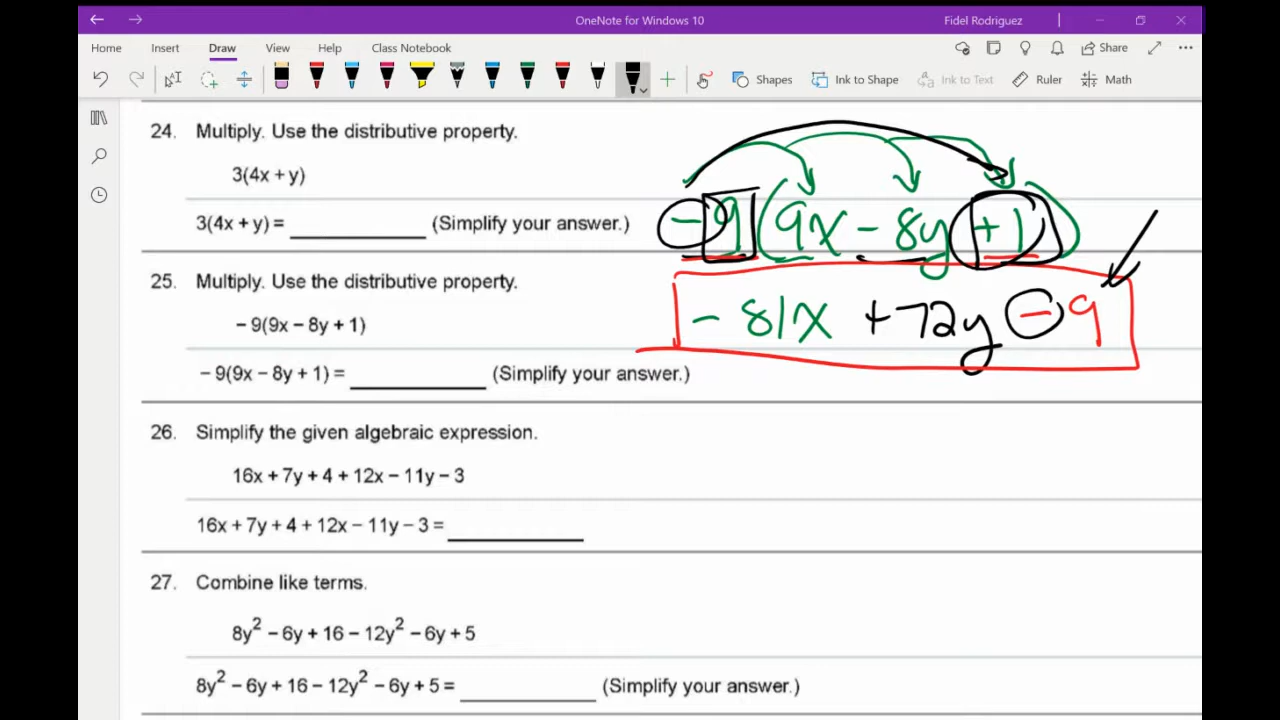 OneNote for Windows 10
Fidel Rodriguez
Home Insert Draw View Help Class Notebook Share
Shapes Ink to Shape Ink to Text Ruler Math
24. Multiply. Use the distributive property.
3(4x + y)
3(4x + y) = (Simplify your answer.)
-9(9x - 8y + 1)
25. Multiply. Use the distributive property.
- 81x + 72y - 9
− 9(9x − 8y + 1)
− 9(9x − 8y + 1) = (Simplify your answer.)
26. Simplify the given algebraic expression.
16x + 7y + 4 + 12x − 11y − 3
16x + 7y + 4 + 12x − 11y − 3 =
27. Combine like terms.
8y² − 6y + 16 − 12y² − 6y + 5
8y² − 6y + 16 − 12y² − 6y + 5 = (Simplify your answer.)